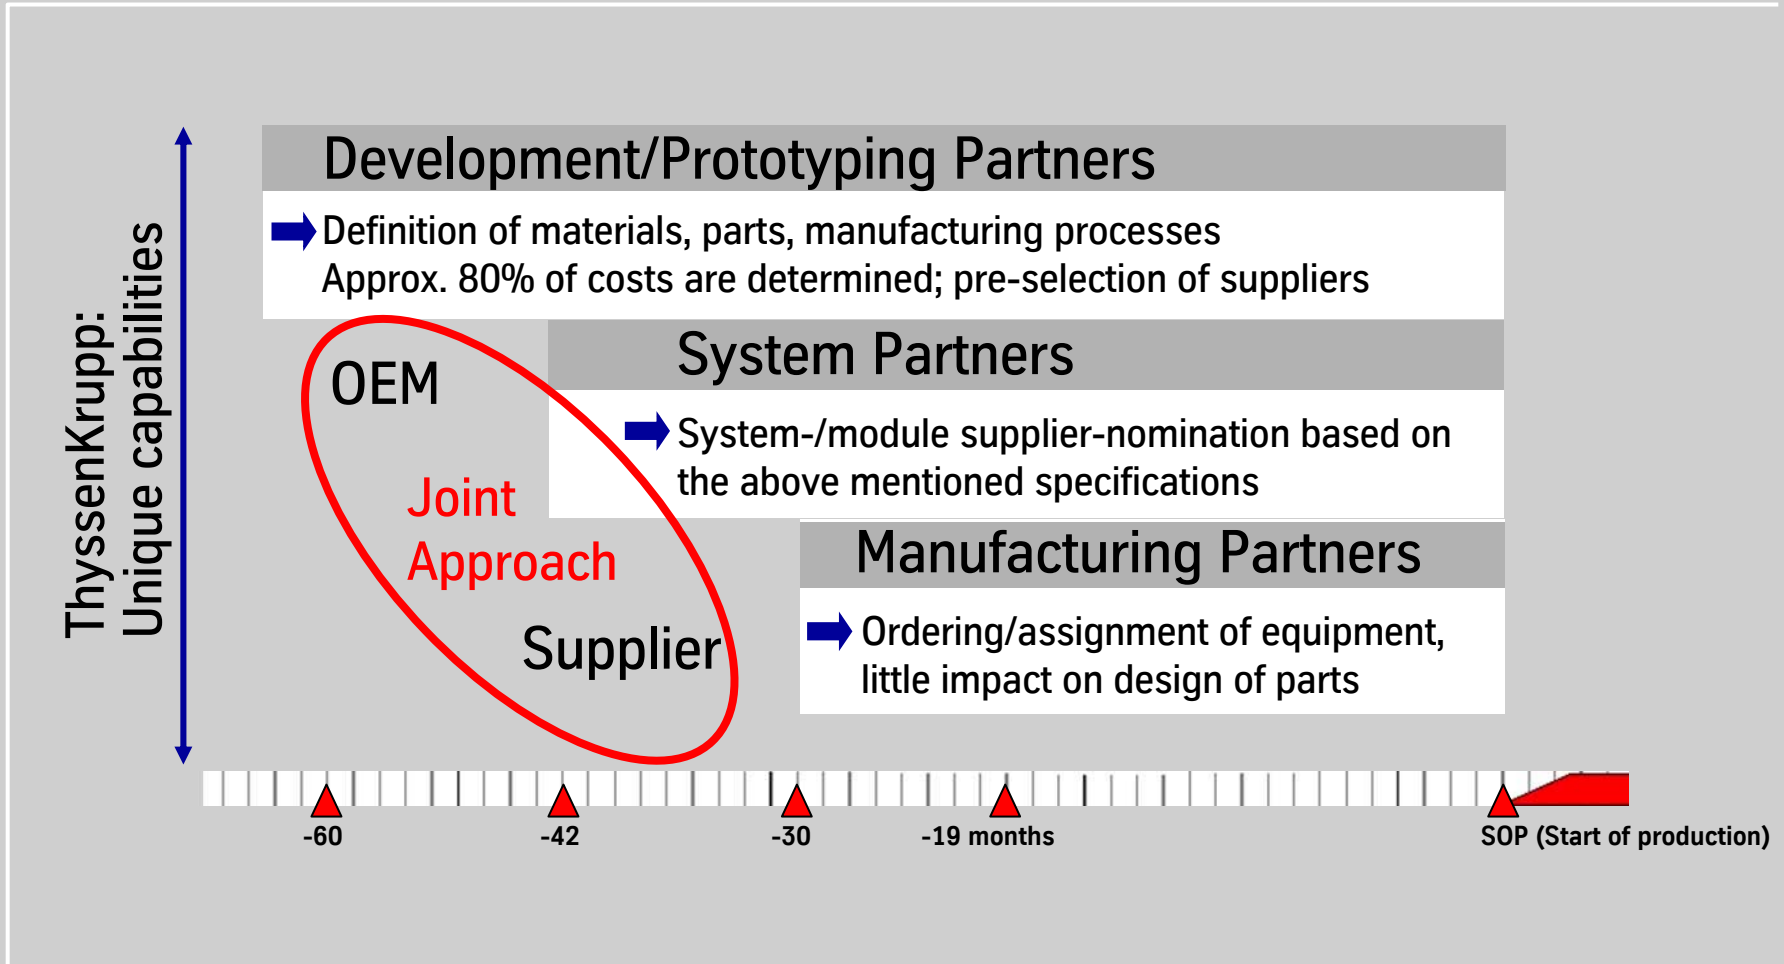 ThyssenKrupp:
Unique capabilities
Development/Prototyping Partners
Definition of materials, parts, manufacturing processes
Approx. 80% of costs are determined; pre-selection of suppliers
OEM
Joint
Approach
Supplier
System Partners
System-/module supplier-nomination based on
the above mentioned specifications
Manufacturing Partners
Ordering/assignment of equipment,
little impact on design of parts
-60
-42
-30
-19 months
SOP (Start of production)